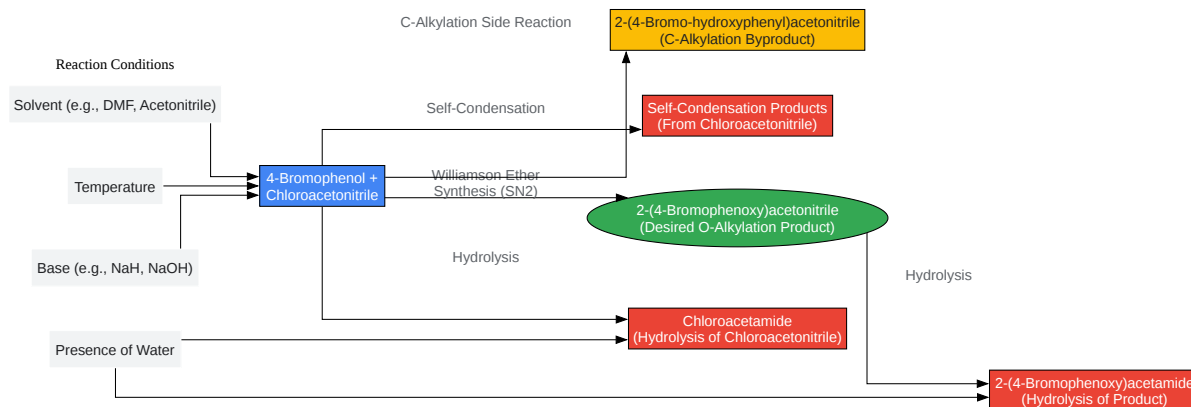 C-Alkylation Side Reaction
2-(4-Bromo-hydroxyphenyl)acetonitrile
(C-Alkylation Byproduct)
Reaction Conditions
Solvent (e.g., DMF, Acetonitrile)
Self-Condensation
Self-Condensation Products
(From Chloroacetonitrile)
Temperature
4-Bromophenol +
Chloroacetonitrile
Williamson Ether
Synthesis (SN2)
2-(4-Bromophenoxy)acetonitrile
(Desired O-Alkylation Product)
Base (e.g., NaH, NaOH)
Hydrolysis
Hydrolysis
Chloroacetamide
(Hydrolysis of Chloroacetonitrile)
Presence of Water
2-(4-Bromophenoxy)acetamide
(Hydrolysis of Product)